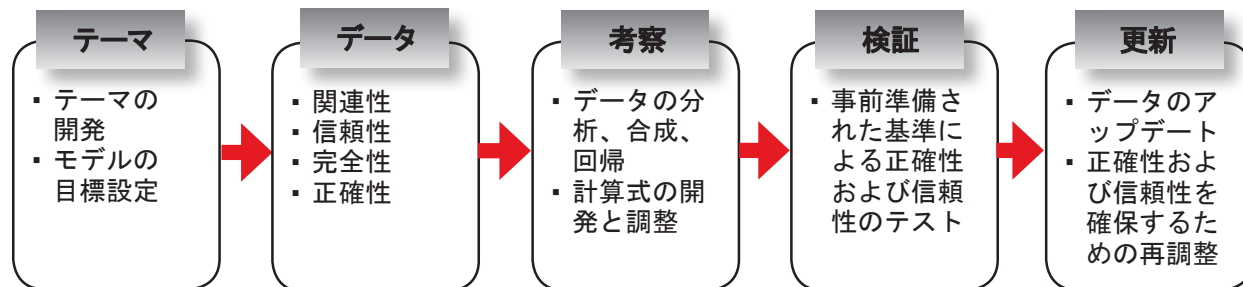 テーマ
▪ テーマの
開発
▪ モデルの
目標設定
データ
▪ 関連性
▪ 信頼性
▪ 完全性
▪ 正確性
考察
▪ データの分
析、合成、
回帰
▪ 計算式の開
発と調整
検証
▪ 事前準備さ
れた基準に
よる正確性
および信頼
性のテスト
更新
▪ データのア
ップデート
▪ 正確性およ
び信頼性を
確保するた
めの再調整